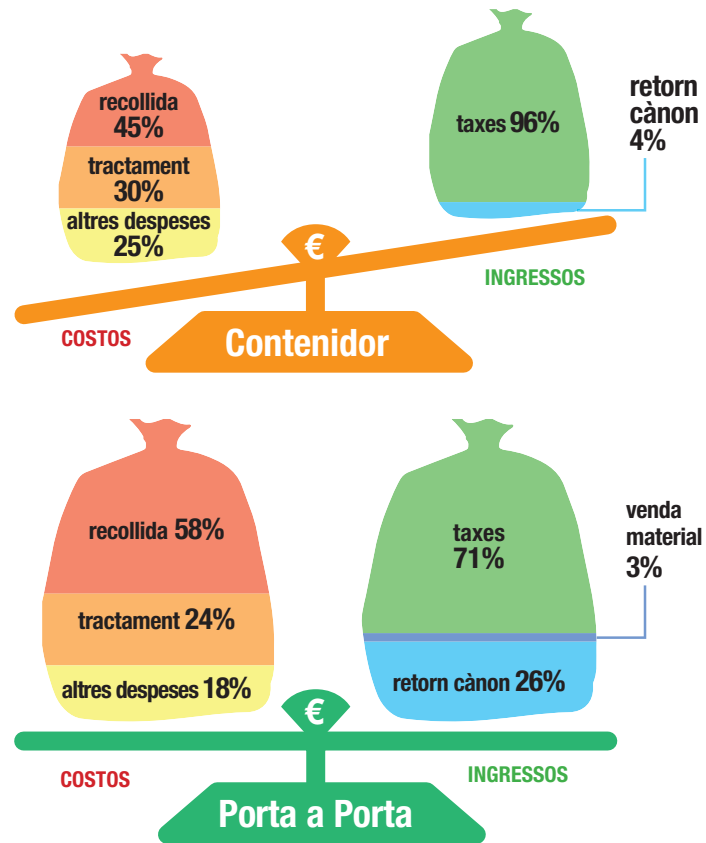 recollida
45%
tractament
30%
altres despeses
25%
taxes 96%
retorn
cànon
4%
€
INGRESSOS
COSTOS
Contenidor
recollida 58%
tractament 24%
altres despeses 18%
taxes
71%
venda
material
3%
retorn cànon 26%
€
COSTOS
INGRESSOS
Porta a Porta